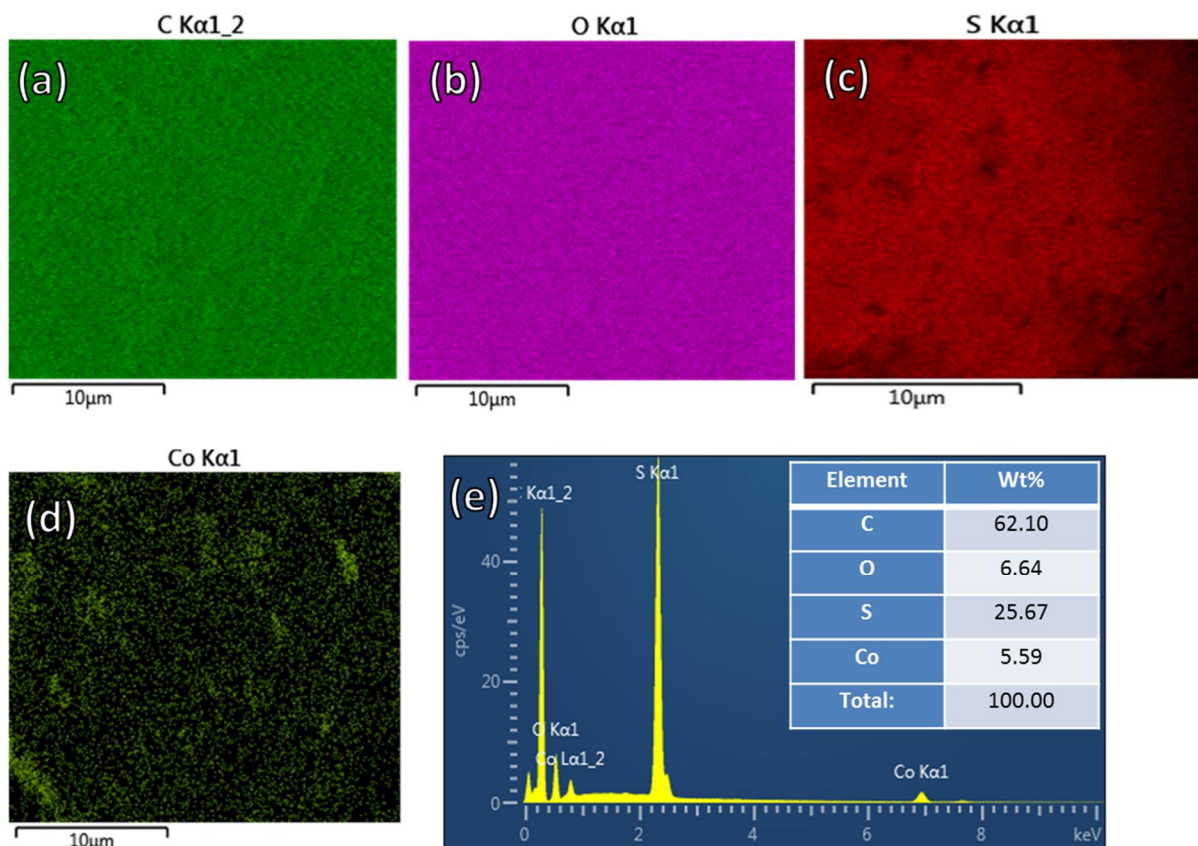 C Kα1_2
O Kα1
S Kα1
(a)
(b)
(c)
10μm
10μm
10μm
Co Kα1
(d)
10μm
(e)
Kα1_2
S Kα1
O Kα1
Co Lα1_2
Co Kα1
cps/eV
40
20
0
0 2 4 6 8 keV
Element Wt%
C 62.10
O 6.64
S 25.67
Co 5.59
Total: 100.00